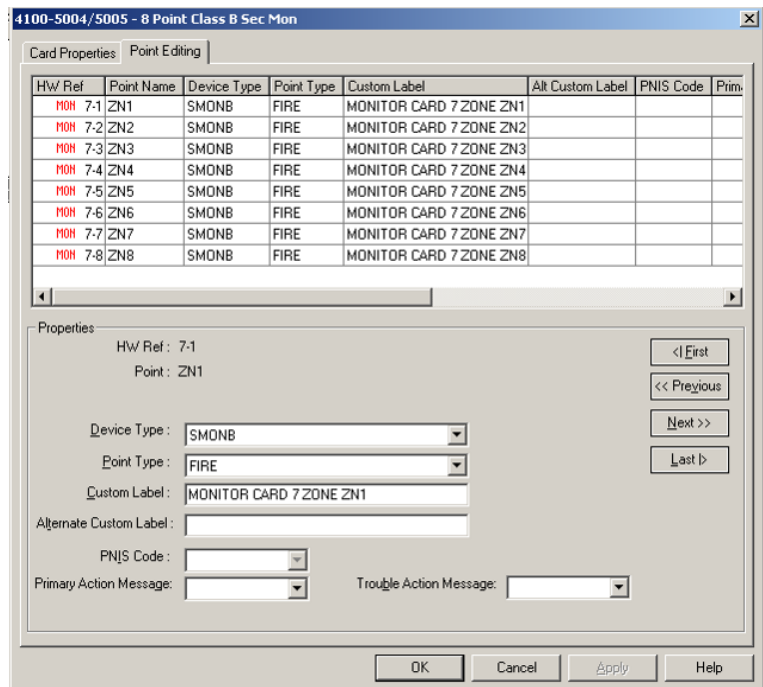 4100-5004/5005 - 8 Point Class B Sec Mon
Card Properties Point Editing
HW Ref Point Name Device Type Point Type Custom Label Alt Custom Label PNIS Code Prim
MON 7-1 ZN1 SMONB FIRE MONITOR CARD 7 ZONE ZN1
MON 7-2 ZN2 SMONB FIRE MONITOR CARD 7 ZONE ZN2
MON 7-3 ZN3 SMONB FIRE MONITOR CARD 7 ZONE ZN3
MON 7-4 ZN4 SMONB FIRE MONITOR CARD 7 ZONE ZN4
MON 7-5 ZN5 SMONB FIRE MONITOR CARD 7 ZONE ZN5
MON 7-6 ZN6 SMONB FIRE MONITOR CARD 7 ZONE ZN6
MON 7-7 ZN7 SMONB FIRE MONITOR CARD 7 ZONE ZN7
MON 7-8 ZN8 SMONB FIRE MONITOR CARD 7 ZONE ZN8
Properties
HW Ref : 7-1
Point : ZN1
Device Type : SMONB
Point Type : FIRE
Custom Label : MONITOR CARD 7 ZONE ZN1
Alternate Custom Label :
PNIS Code :
Primary Action Message: Trouble Action Message:
<| First
<< Previous
Next >>
Last |>
OK Cancel Apply Help